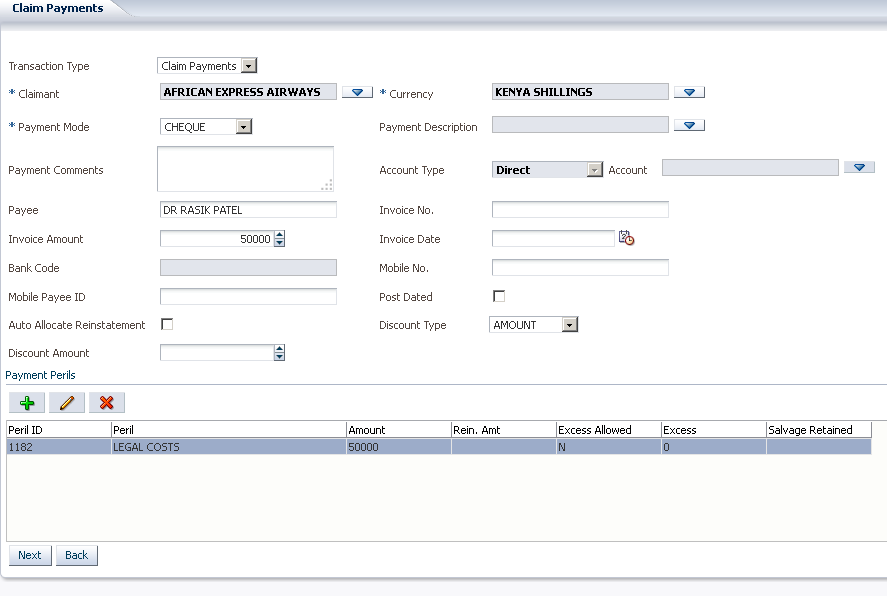 Claim Payments
Transaction Type Claim Payments
* Claimant AFRICAN EXPRESS AIRWAYS * Currency KENYA SHILLINGS
* Payment Mode CHEQUE Payment Description
Payment Comments Account Type Direct Account
Payee DR RASIK PATEL Invoice No.
Invoice Amount 50000 Invoice Date
Bank Code Mobile No.
Mobile Payee ID Post Dated
Auto Allocate Reinstatement Discount Type AMOUNT
Discount Amount
Payment Perils
Peril ID Peril Amount Rein. Amt Excess Allowed Excess Salvage Retained
1182 LEGAL COSTS 50000 N 0
Next Back